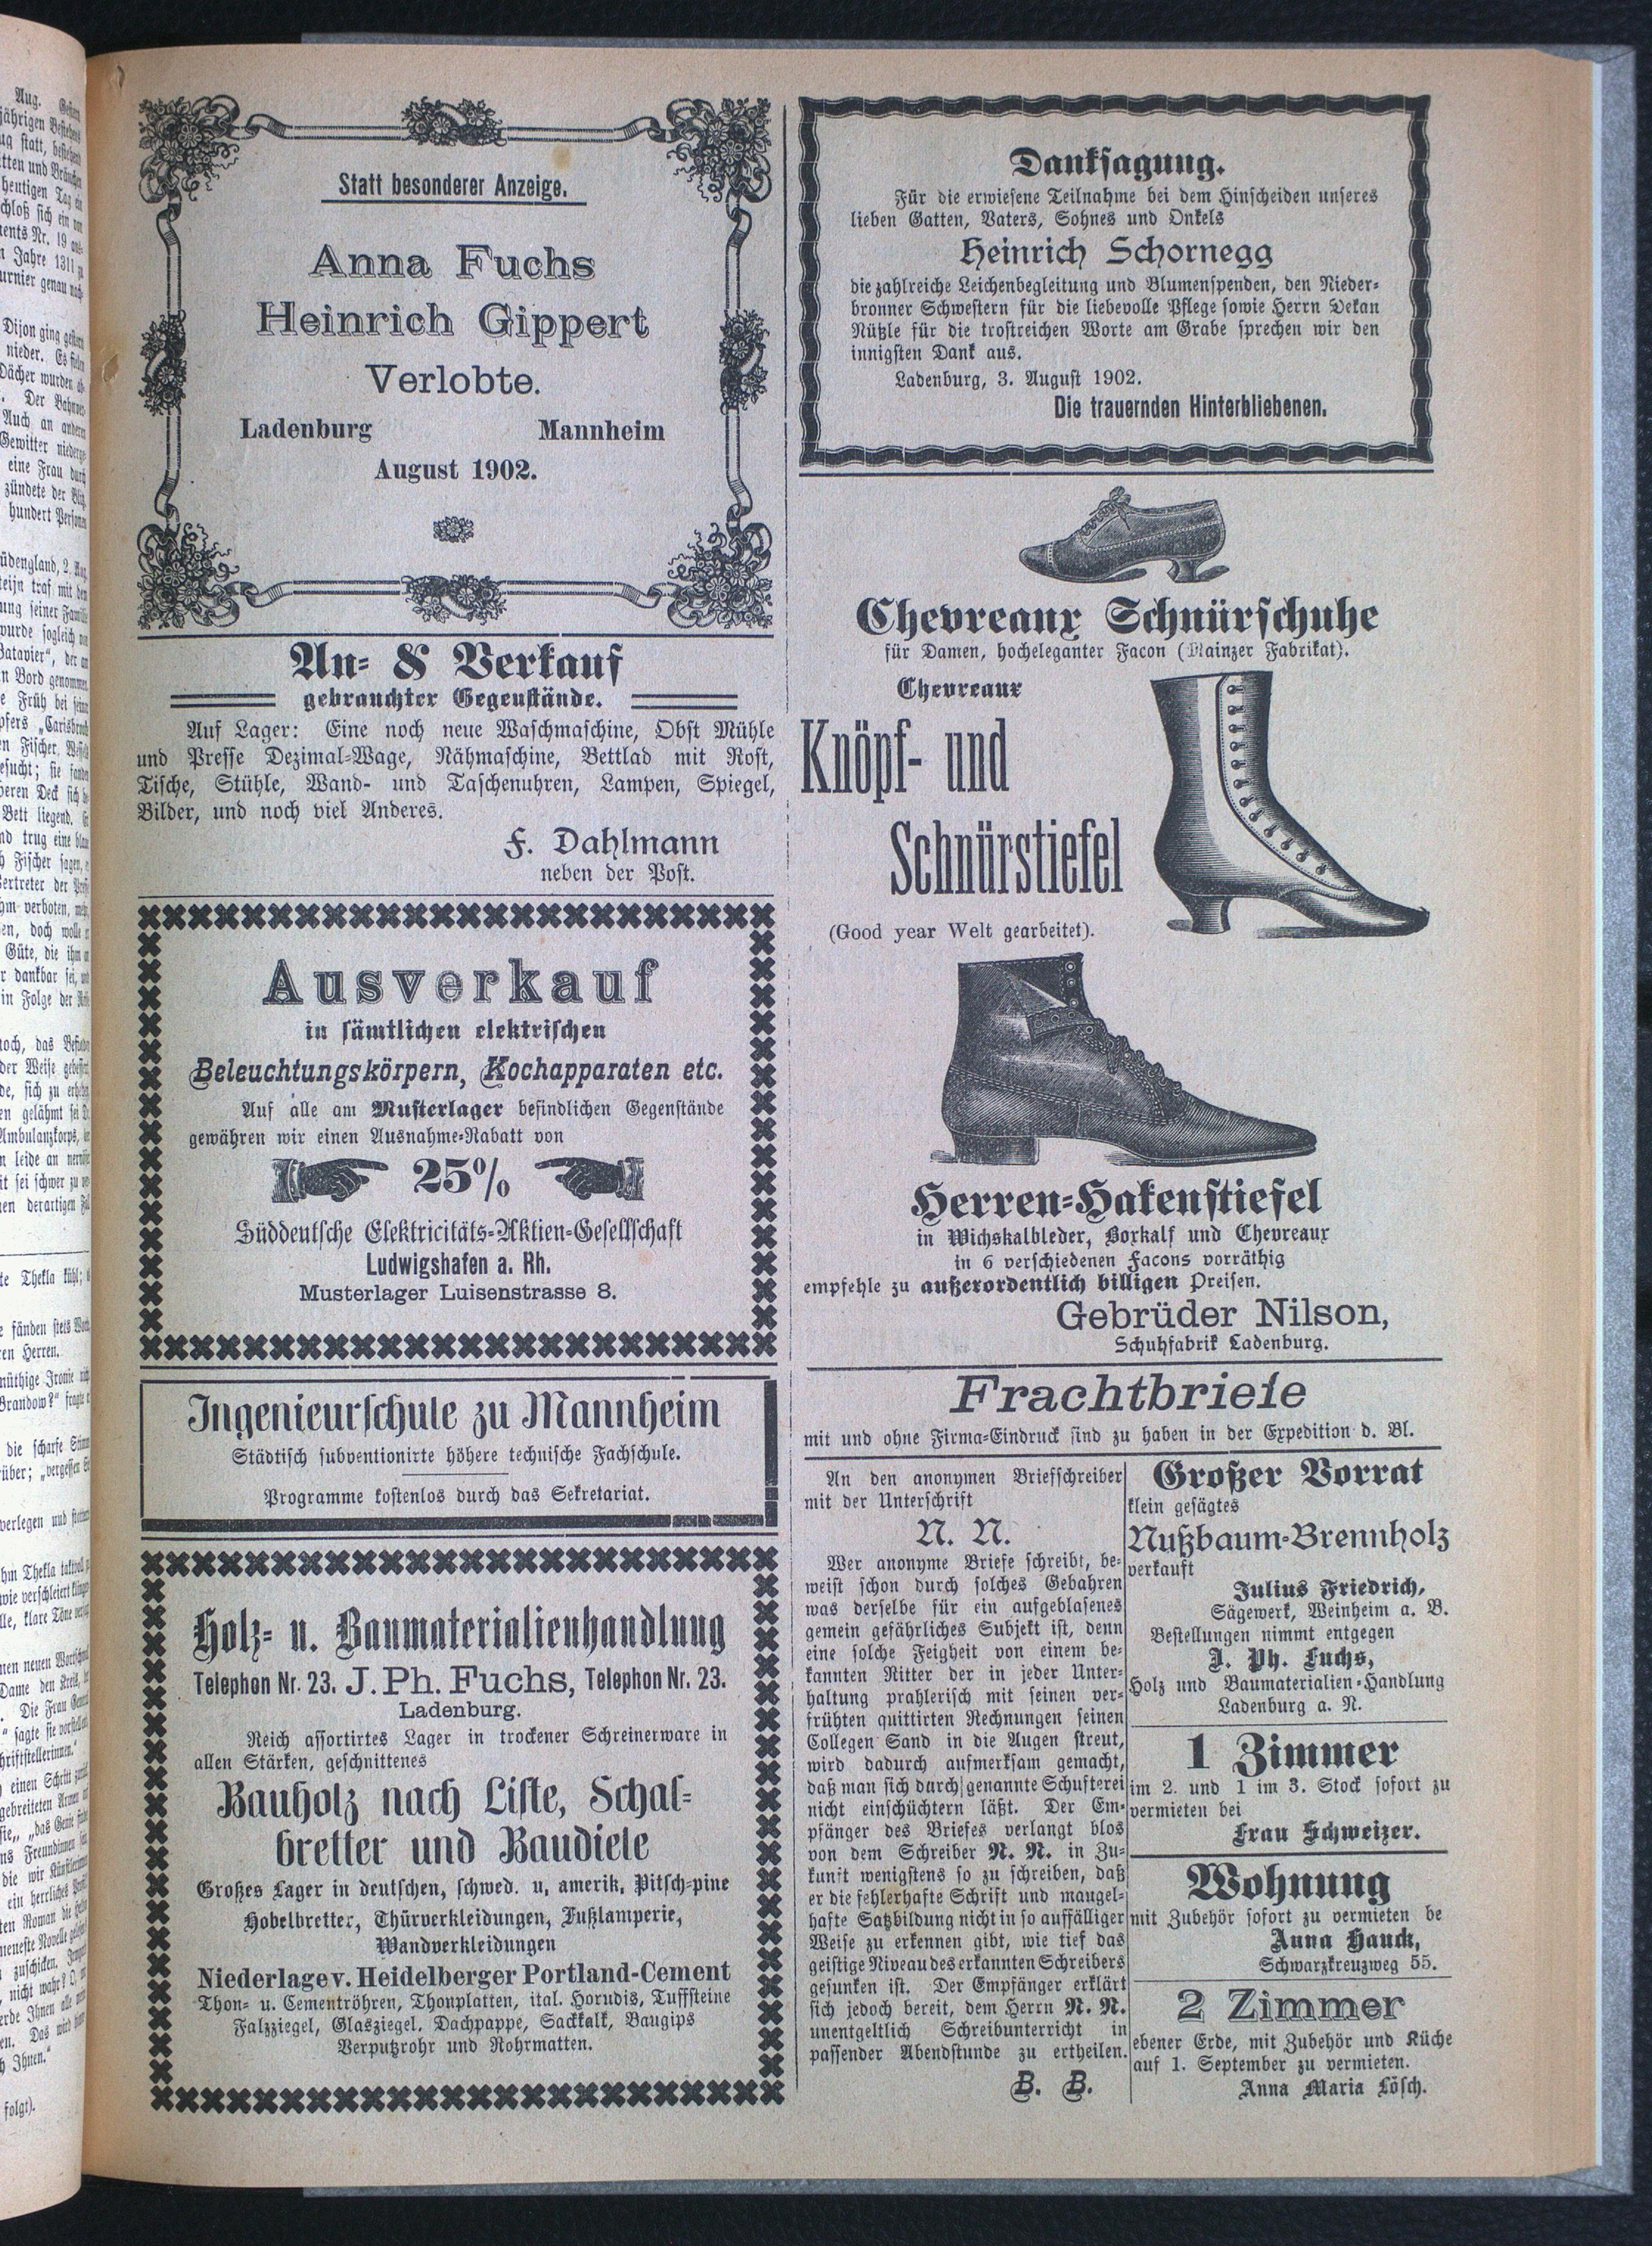 Statt besonderer Anzeige.
Anna Fuchs
Heinrich Gippert
Verlobte.
Ladenburg Mannheim
August 1902.
An- & Verkauf
gebrauchter Gegenstände.
Auf Lager: Eine noch neue Waschmaschine, Obst Mühle
und Presse Dezimal-Wage, Nähmaschine, Bettlad mit Rost,
Tische, Stühle, Wand- und Taschenuhren, Lampen, Spiegel,
Bilder, und noch viel Anderes.
F. Dahlmann
neben der Post.
Ausverkauf
in sämtlichen elektrischen
Beleuchtungskörpern, Kochapparaten etc.
Auf alle am Musterlager befindlichen Gegenstände
gewähren wir einen Ausnahme-Rabatt von
25%
Süddeutsche Elektricitäts-Aktien-Gesellschaft
Ludwigshafen a. Rh.
Musterlager Luisenstrasse 8.
Ingenieurschule zu Mannheim
Städtisch subventionirte höhere technische Fachschule.
Programme kostenlos durch das Sekretariat.
Holz- u. Baumaterialienhandlung
Telephon Nr. 23. J. Ph. Fuchs, Telephon Nr. 23.
Ladenburg.
Reich assortirtes Lager in trockener Schreinerware in
allen Stärken, geschnittenes
Bauholz nach Liste, Schal-
bretter und Baudiele
Großes Lager in deutschen, schwed. u. amerik. Pitsch-pine
Hobelbretter, Thürverkleidungen, Fußlamperie,
Wandverkleidungen
Niederlage v. Heidelberger Portland-Cement
Thon- u. Cementröhren, Thonplatten, ital. Horudis, Tuffsteine
Falzziegel, Glasziegel, Dachpappe, Sackkalk, Baugips
Verputzrohr und Rohrmatten.
Danksagung.
Für die erwiesene Teilnahme bei dem Hinscheiden unseres
lieben Gatten, Vaters, Sohnes und Onkels
Heinrich Schornegg
die zahlreiche Leichenbegleitung und Blumenspenden, den Nieder-
bronner Schwestern für die liebevolle Pflege sowie Herrn Dekan
Nüßle für die trostreichen Worte am Grabe sprechen wir den
innigsten Dank aus.
Ladenburg, 3. August 1902.
Die trauernden Hinterbliebenen.
Chevreaux Schnürschuhe
für Damen, hocheleganter Facon (Mainzer Fabrikat).
Chevreaux
Knöpf- und
Schnürstiefel
(Good year Welt gearbeitet).
Herren-Hakenstiefel
in Wichskalbleder, Boxkalf und Chevreaux
in 6 verschiedenen Facons vorräthig
empfehle zu außerordentlich billigen Preisen.
Gebrüder Nilson,
Schuhfabrik Ladenburg.
Frachtbriefe
mit und ohne Firma-Eindruck sind zu haben in der Expedition d. Bl.
An den anonymen Briefschreiber
mit der Unterschrift
N. N.
Wer anonyme Briefe schreibt, be-
weist schon durch solches Gebahren
was derselbe für ein aufgeblasenes
gemein gefährliches Subjekt ist, denn
eine solche Feigheit von einem be-
kannten Ritter der in jeder Unter-
haltung prahlerisch mit seinen ver-
frühten quittirten Rechnungen seinen
Collegen Sand in die Augen streut,
wird dadurch aufmerksam gemacht,
daß man sich durch genannte Schusterei
nicht einschüchtern läßt. Der Em-
pfänger des Briefes verlangt blos
von dem Schreiber N. N. in Zu-
kunft wenigstens so zu schreiben, daß
er die fehlerhafte Schrift und mangel-
hafte Satzbildung nicht in so auffälliger
Weise zu erkennen gibt, wie tief das
geistige Niveau des erkannten Schreibers
gesunken ist. Der Empfänger erklärt
sich jedoch bereit, dem Herrn N. N.
unentgeltlich Schreibunterricht in
passender Abendstunde zu ertheilen.
B. B.
Großer Vorrat
klein gesägtes
Nußbaum-Brennholz
verkauft
Julius Friedrich,
Sägewerk, Weinheim a. B.
Bestellungen nimmt entgegen
J. Ph. Fuchs,
Holz und Baumaterialien-Handlung
Ladenburg a. N.
1 Zimmer
im 2. und 1 im 3. Stock sofort zu
vermieten bei
Frau Schweizer.
Wohnung
mit Zubehör sofort zu vermieten be
Anna Hauck,
Schwarzkreuzweg 55.
2 Zimmer
ebener Erde, mit Zubehör und Küche
auf 1. September zu vermieten.
Anna Maria Lösch.